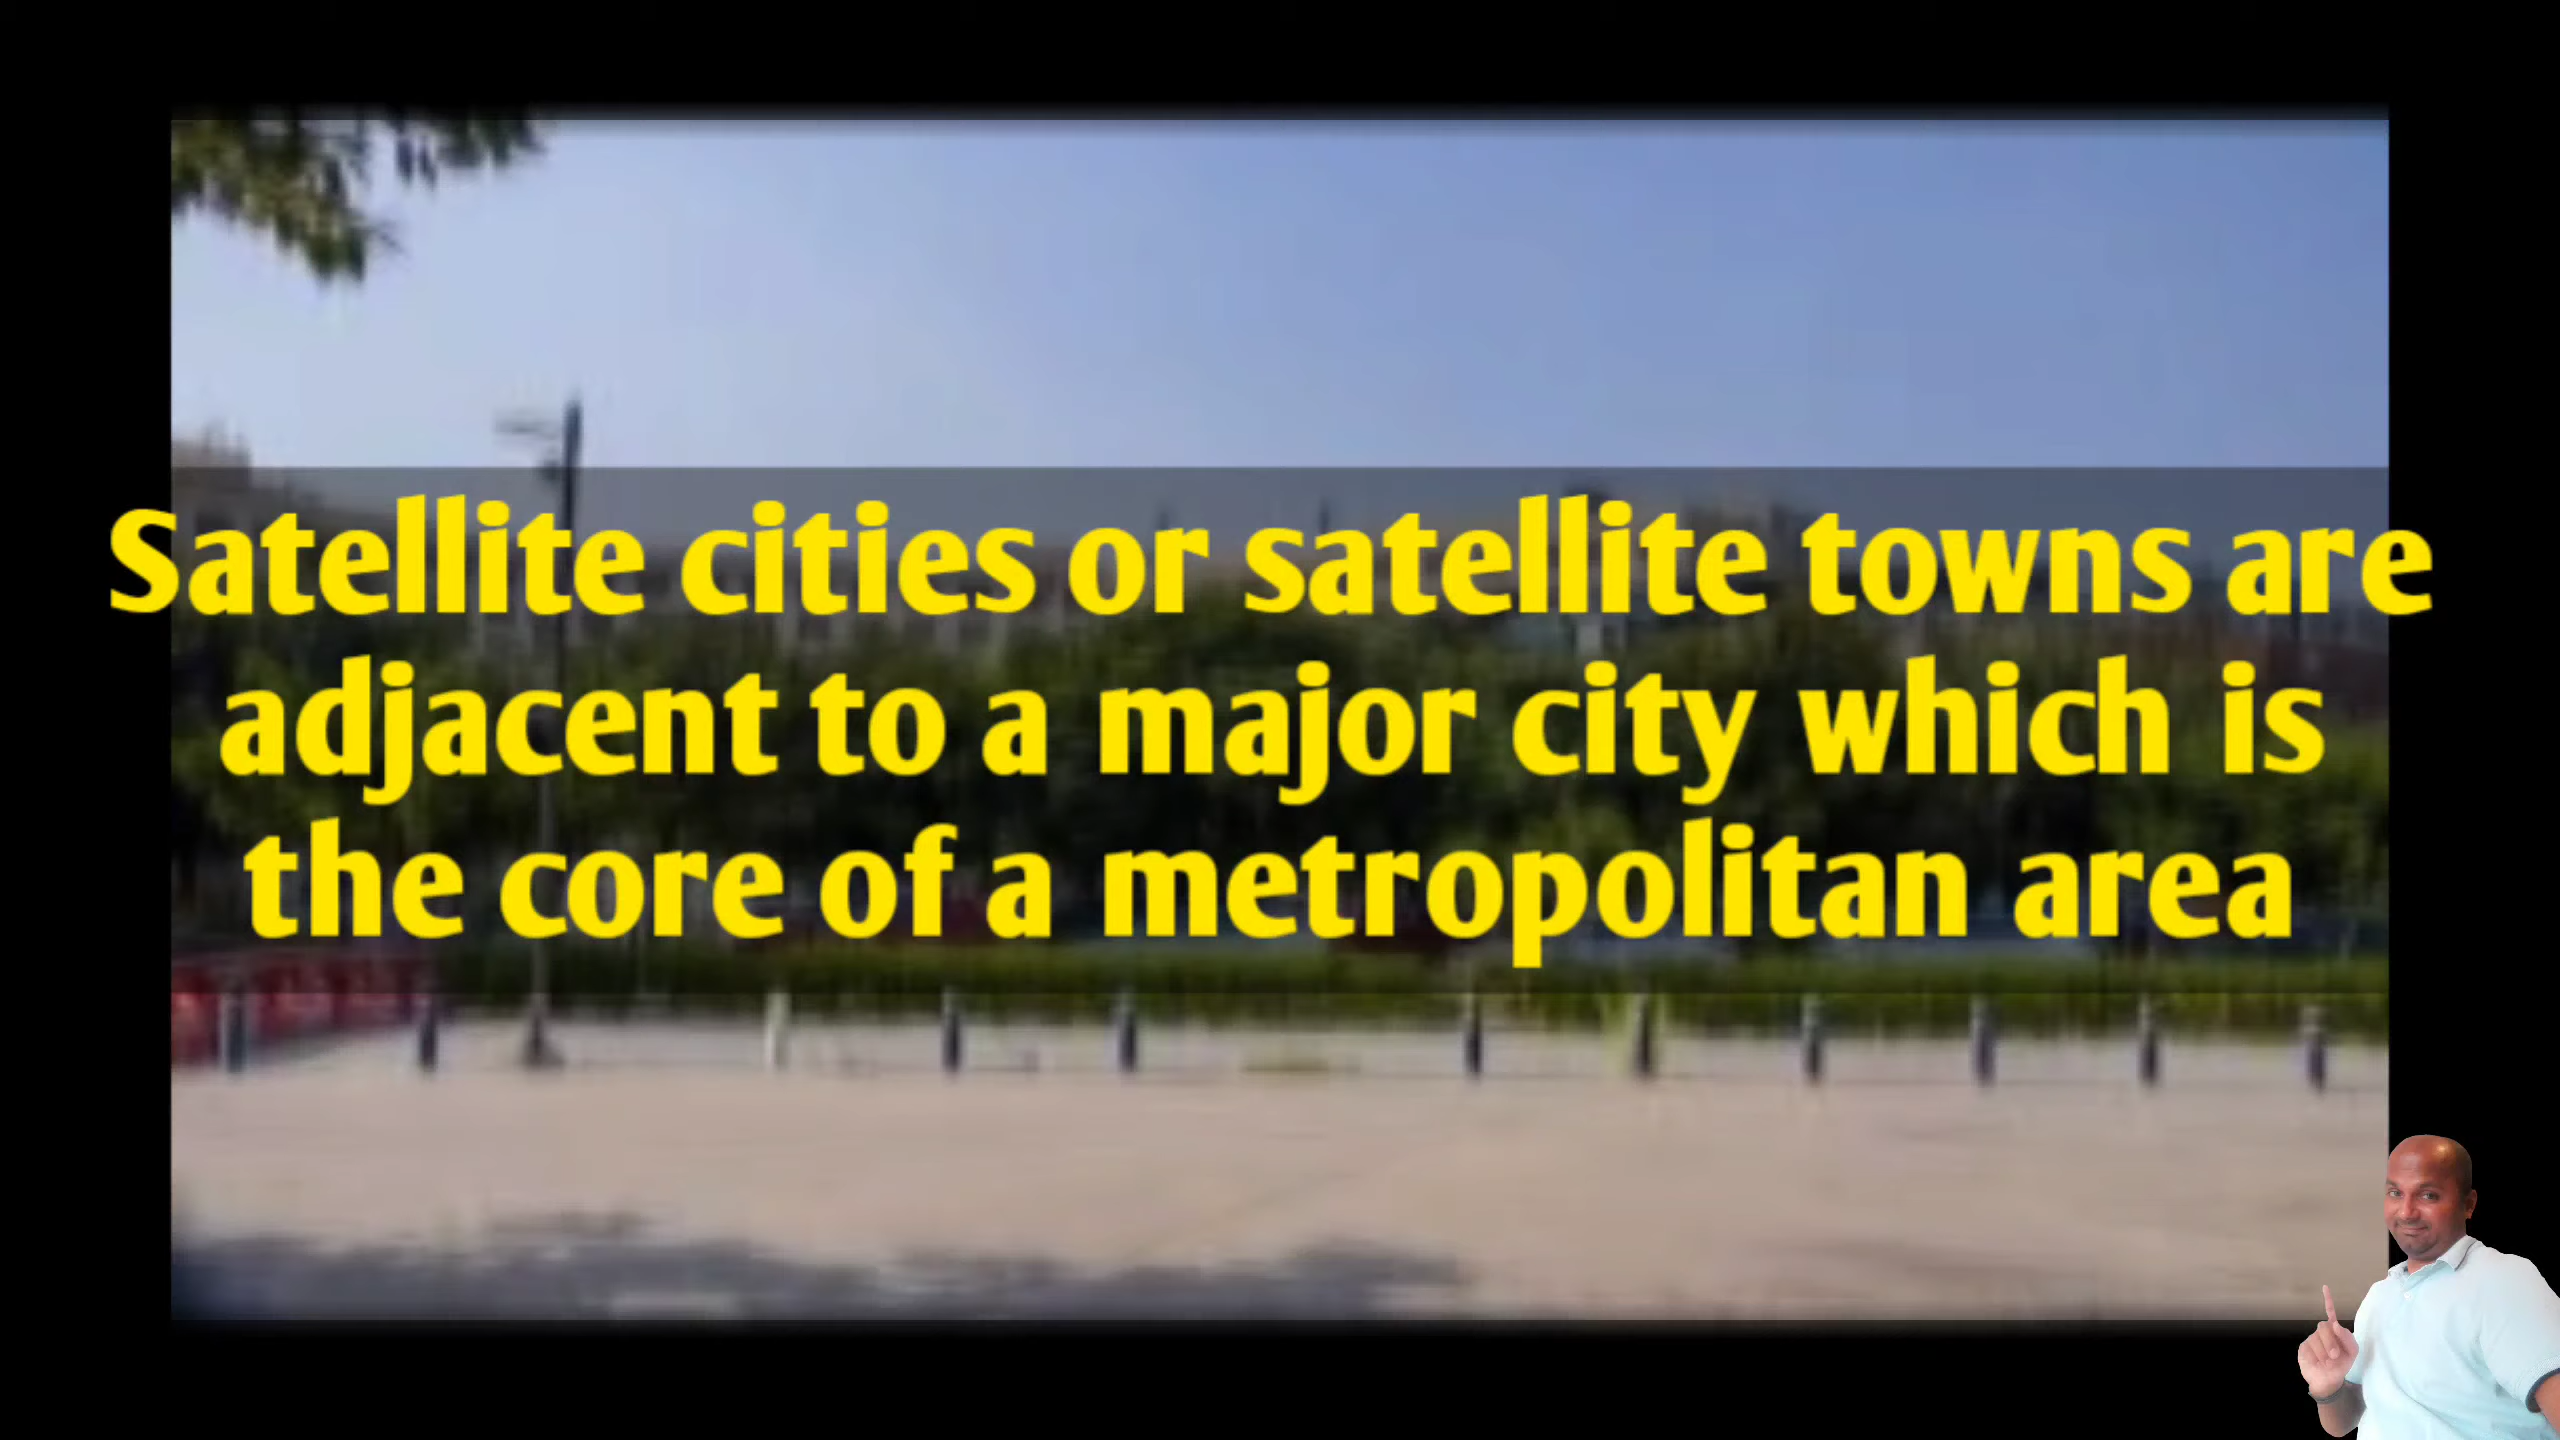 Satellite cities or satellite towns are
adjacent to a major city which is
the core of a metropolitan area